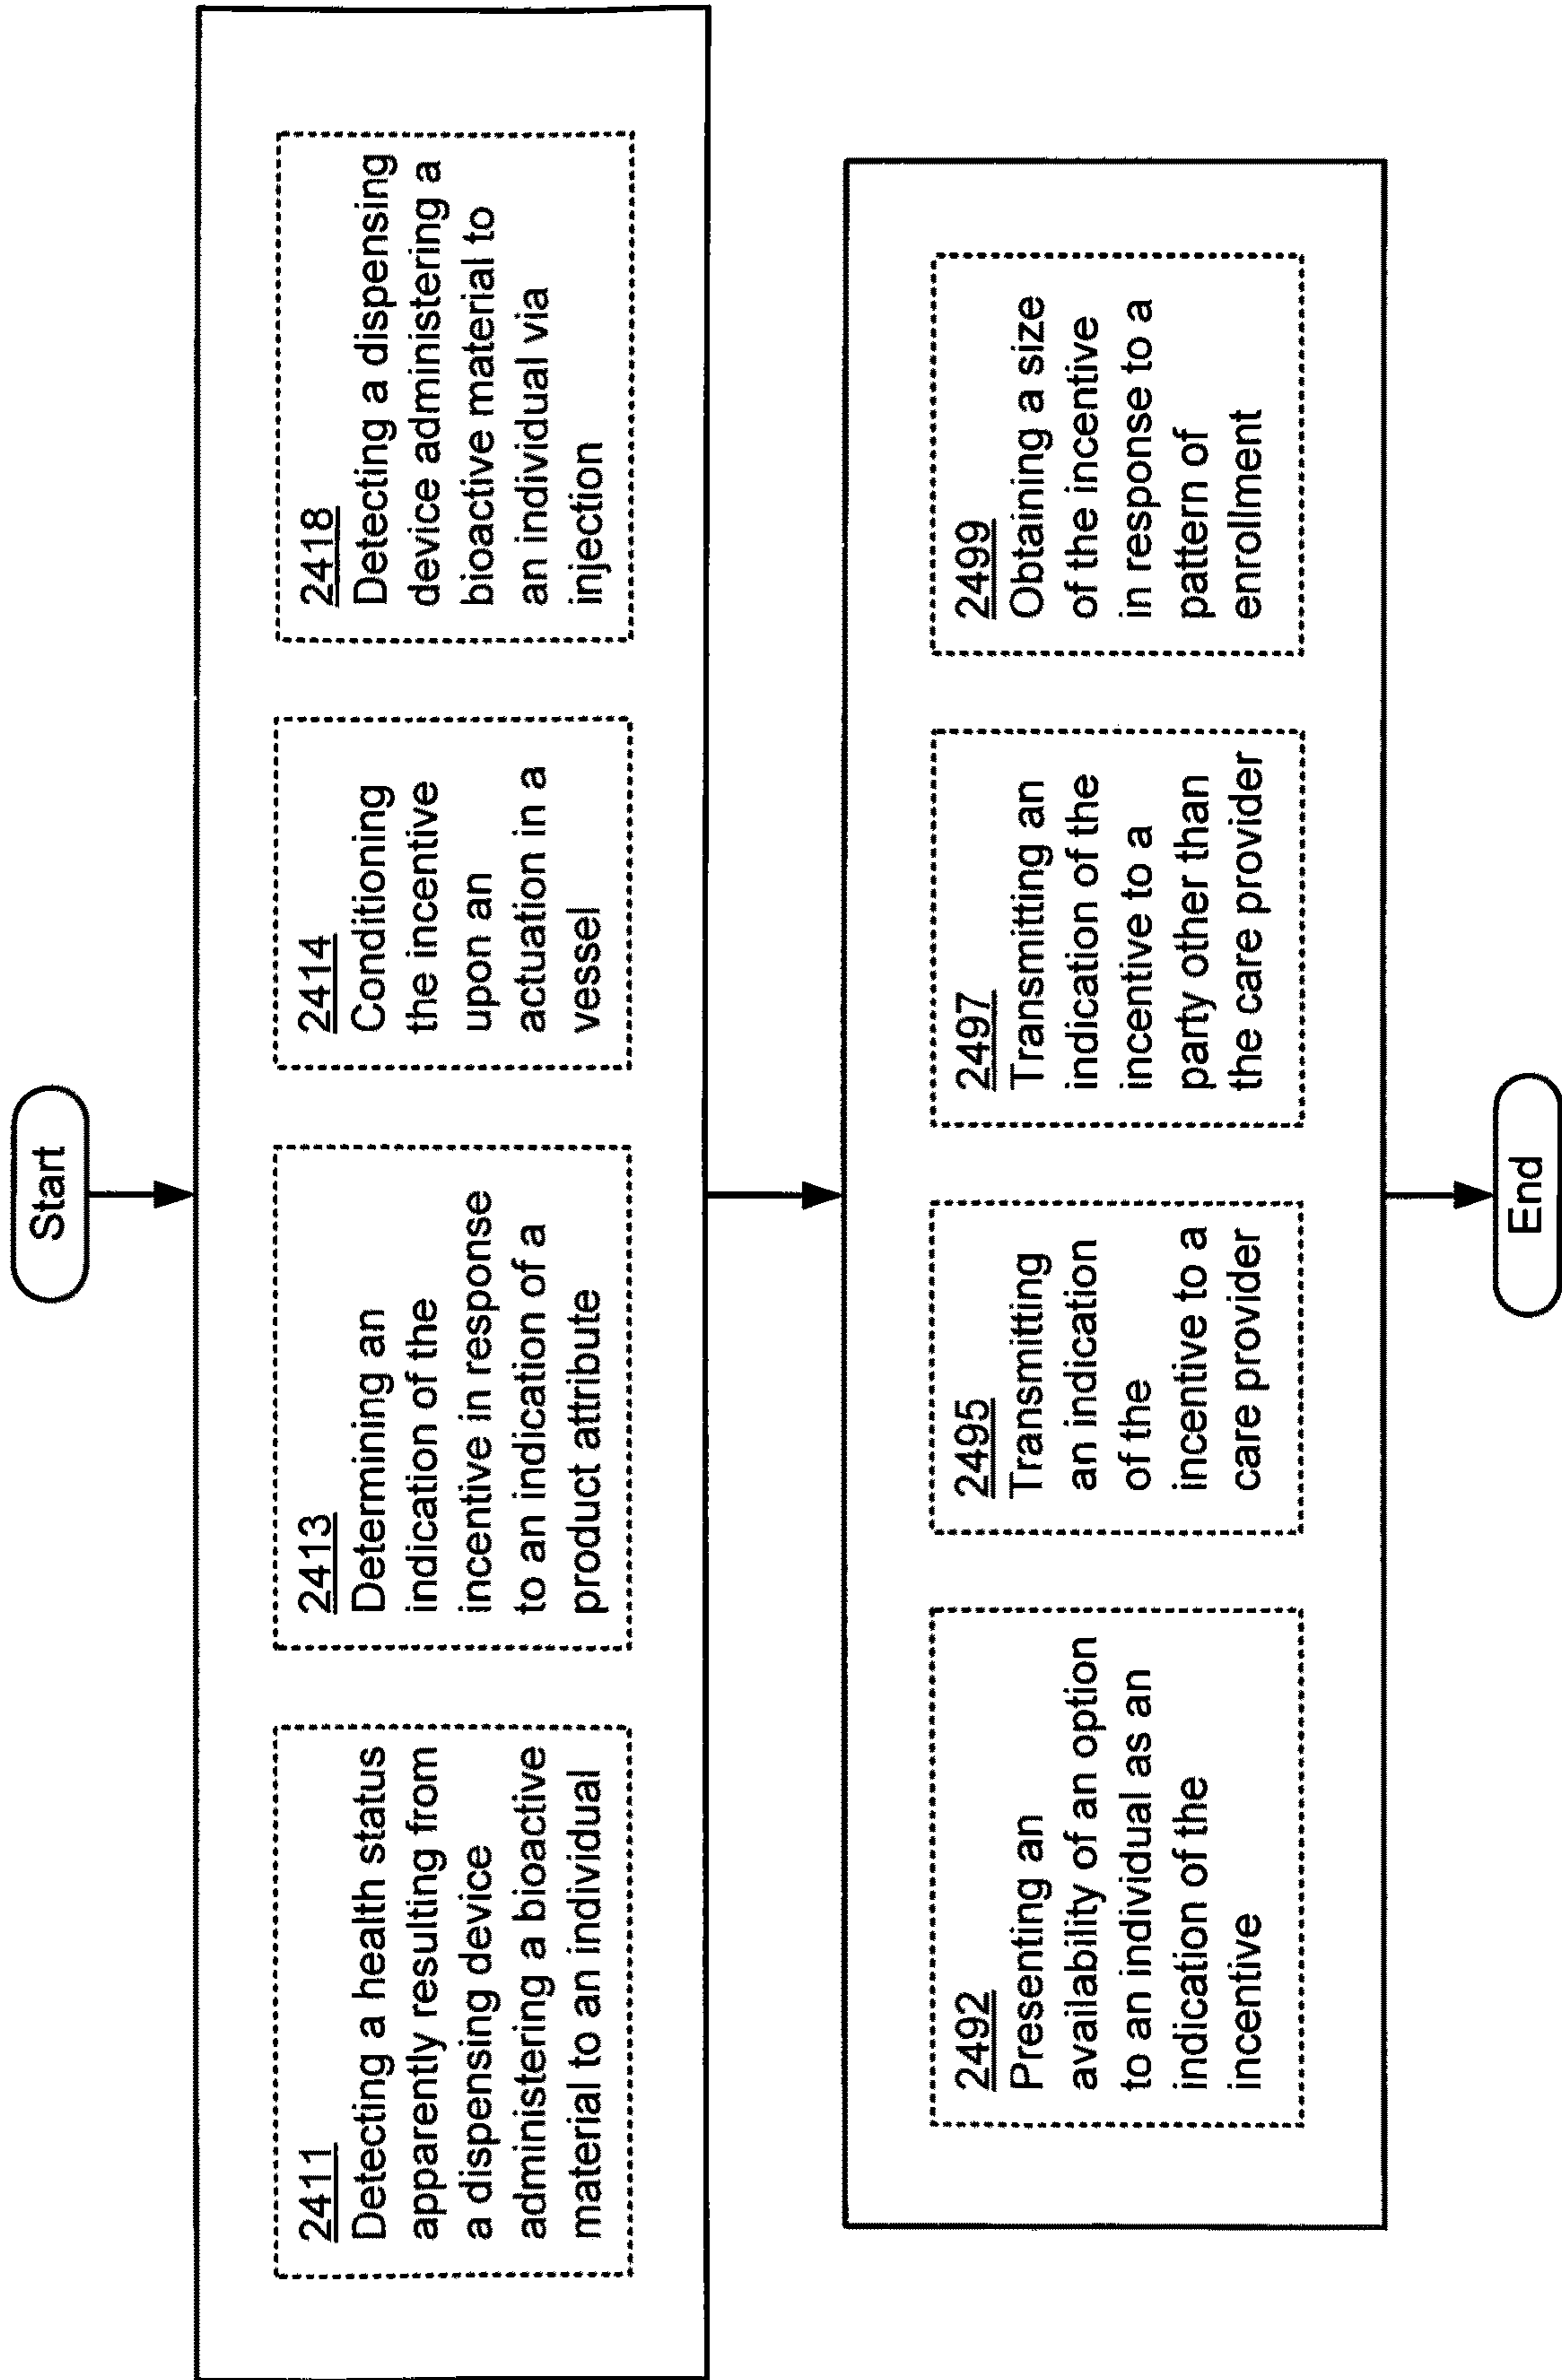 Start
2411
Detecting a health status
apparently resulting from
a dispensing device
administering a bioactive
material to an individual
2413
Determining an
indication of the
incentive in response
to an indication of a
product attribute
2414
Conditioning
the incentive
upon an
actuation in a
vessel
2418
Detecting a dispensing
device administering a
bioactive material to
an individual via
injection
2492
Presenting an
availability of an option
to an individual as an
indication of the
incentive
2495
Transmitting
an indication
of the
incentive to a
care provider
2497
Transmitting an
indication of the
incentive to a
party other than
the care provider
2499
Obtaining a size
of the incentive
in response to a
pattern of
enrollment
End